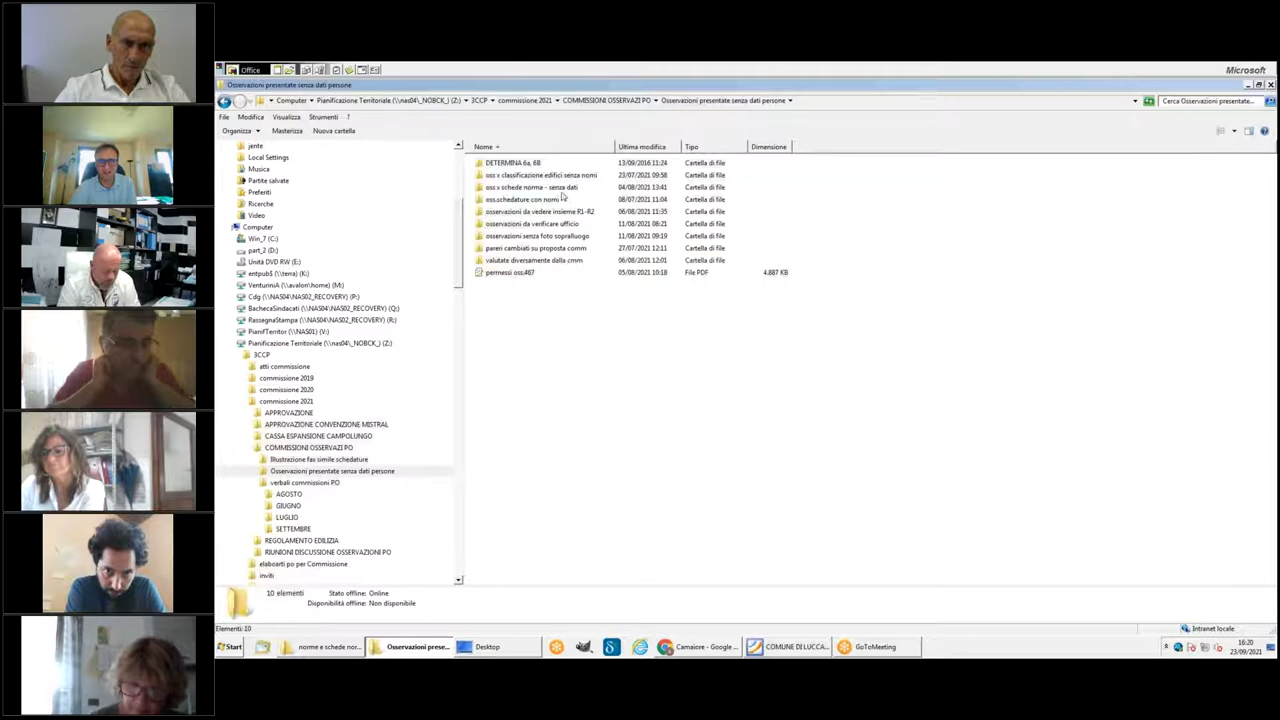 Office
Microsoft
Osservazioni presentate senza dati persone
Computer Pianificazione Territoriale (\\nas04\_NOBCK_) (Z:) 3CCP commissione 2021 COMMISSIONI OSSERVAZI PO Osservazioni presentate senza dati persone
Cerca Osservazioni presentate...
File Modifica Visualizza Strumenti ?
Organizza Masterizza Nuova cartella
Nome Ultima modifica Tipo Dimensione
DETERMINA 6a, 6B 13/09/2016 11:24 Cartella di file
oss x classificazione edifici senza nomi 23/07/2021 09:58 Cartella di file
oss x schede norma - senza dati 04/08/2021 13:41 Cartella di file
oss.schedature con nomi 08/07/2021 11:04 Cartella di file
osservazioni da vedere insieme R1-R2 06/08/2021 11:35 Cartella di file
osservazioni da verificare ufficio 11/08/2021 08:21 Cartella di file
osservazioni senza foto sopralluogo 11/08/2021 09:19 Cartella di file
pareri cambiati su proposta comm 27/07/2021 12:11 Cartella di file
valutate diversamente dalla cmm 06/08/2021 12:01 Cartella di file
permessi oss.467 05/08/2021 10:18 File PDF 4.887 KB
jente
Local Settings
Musica
Partite salvate
Preferiti
Ricerche
Video
Computer
Win_7 (C:)
part_2 (D:)
Unità DVD RW (E:)
entpub$ (\\terra) (K:)
VenturiniA (\\avalon\home) (M:)
Cdg (\\NAS04\NAS02_RECOVERY) (P:)
BachecaSindacati (\\NAS04\NAS02_RECOVERY) (Q:)
RassegnaStampa (\\NAS04\NAS02_RECOVERY) (R:)
PianifTerritor (\\NAS01) (V:)
Pianificazione Territoriale (\\nas04\_NOBCK_) (Z:)
3CCP
atti commissione
commissione 2019
commissione 2020
commissione 2021
APPROVAZIONE
APPROVAZIONE CONVENZIONE MISTRAL
CASSA ESPANSIONE CAMPOLUNGO
COMMISSIONI OSSERVAZI PO
Illustrazione fax simile schedature
Osservazioni presentate senza dati persone
verbali commissioni PO
AGOSTO
GIUGNO
LUGLIO
SETTEMBRE
REGOLAMENTO EDILIZIA
RIUNIONI DISCUSSIONE OSSERVAZIONI PO
elaboarti po per Commissione
inviti
10 elementi Stato offline: Online
Disponibilità offline: Non disponibile
Elementi: 10 Intranet locale
Start norme e schede nor... Osservazioni prese... Desktop Camaiore - Google ... COMUNE DI LUCCA... GoToMeeting 16:20
23/09/2021